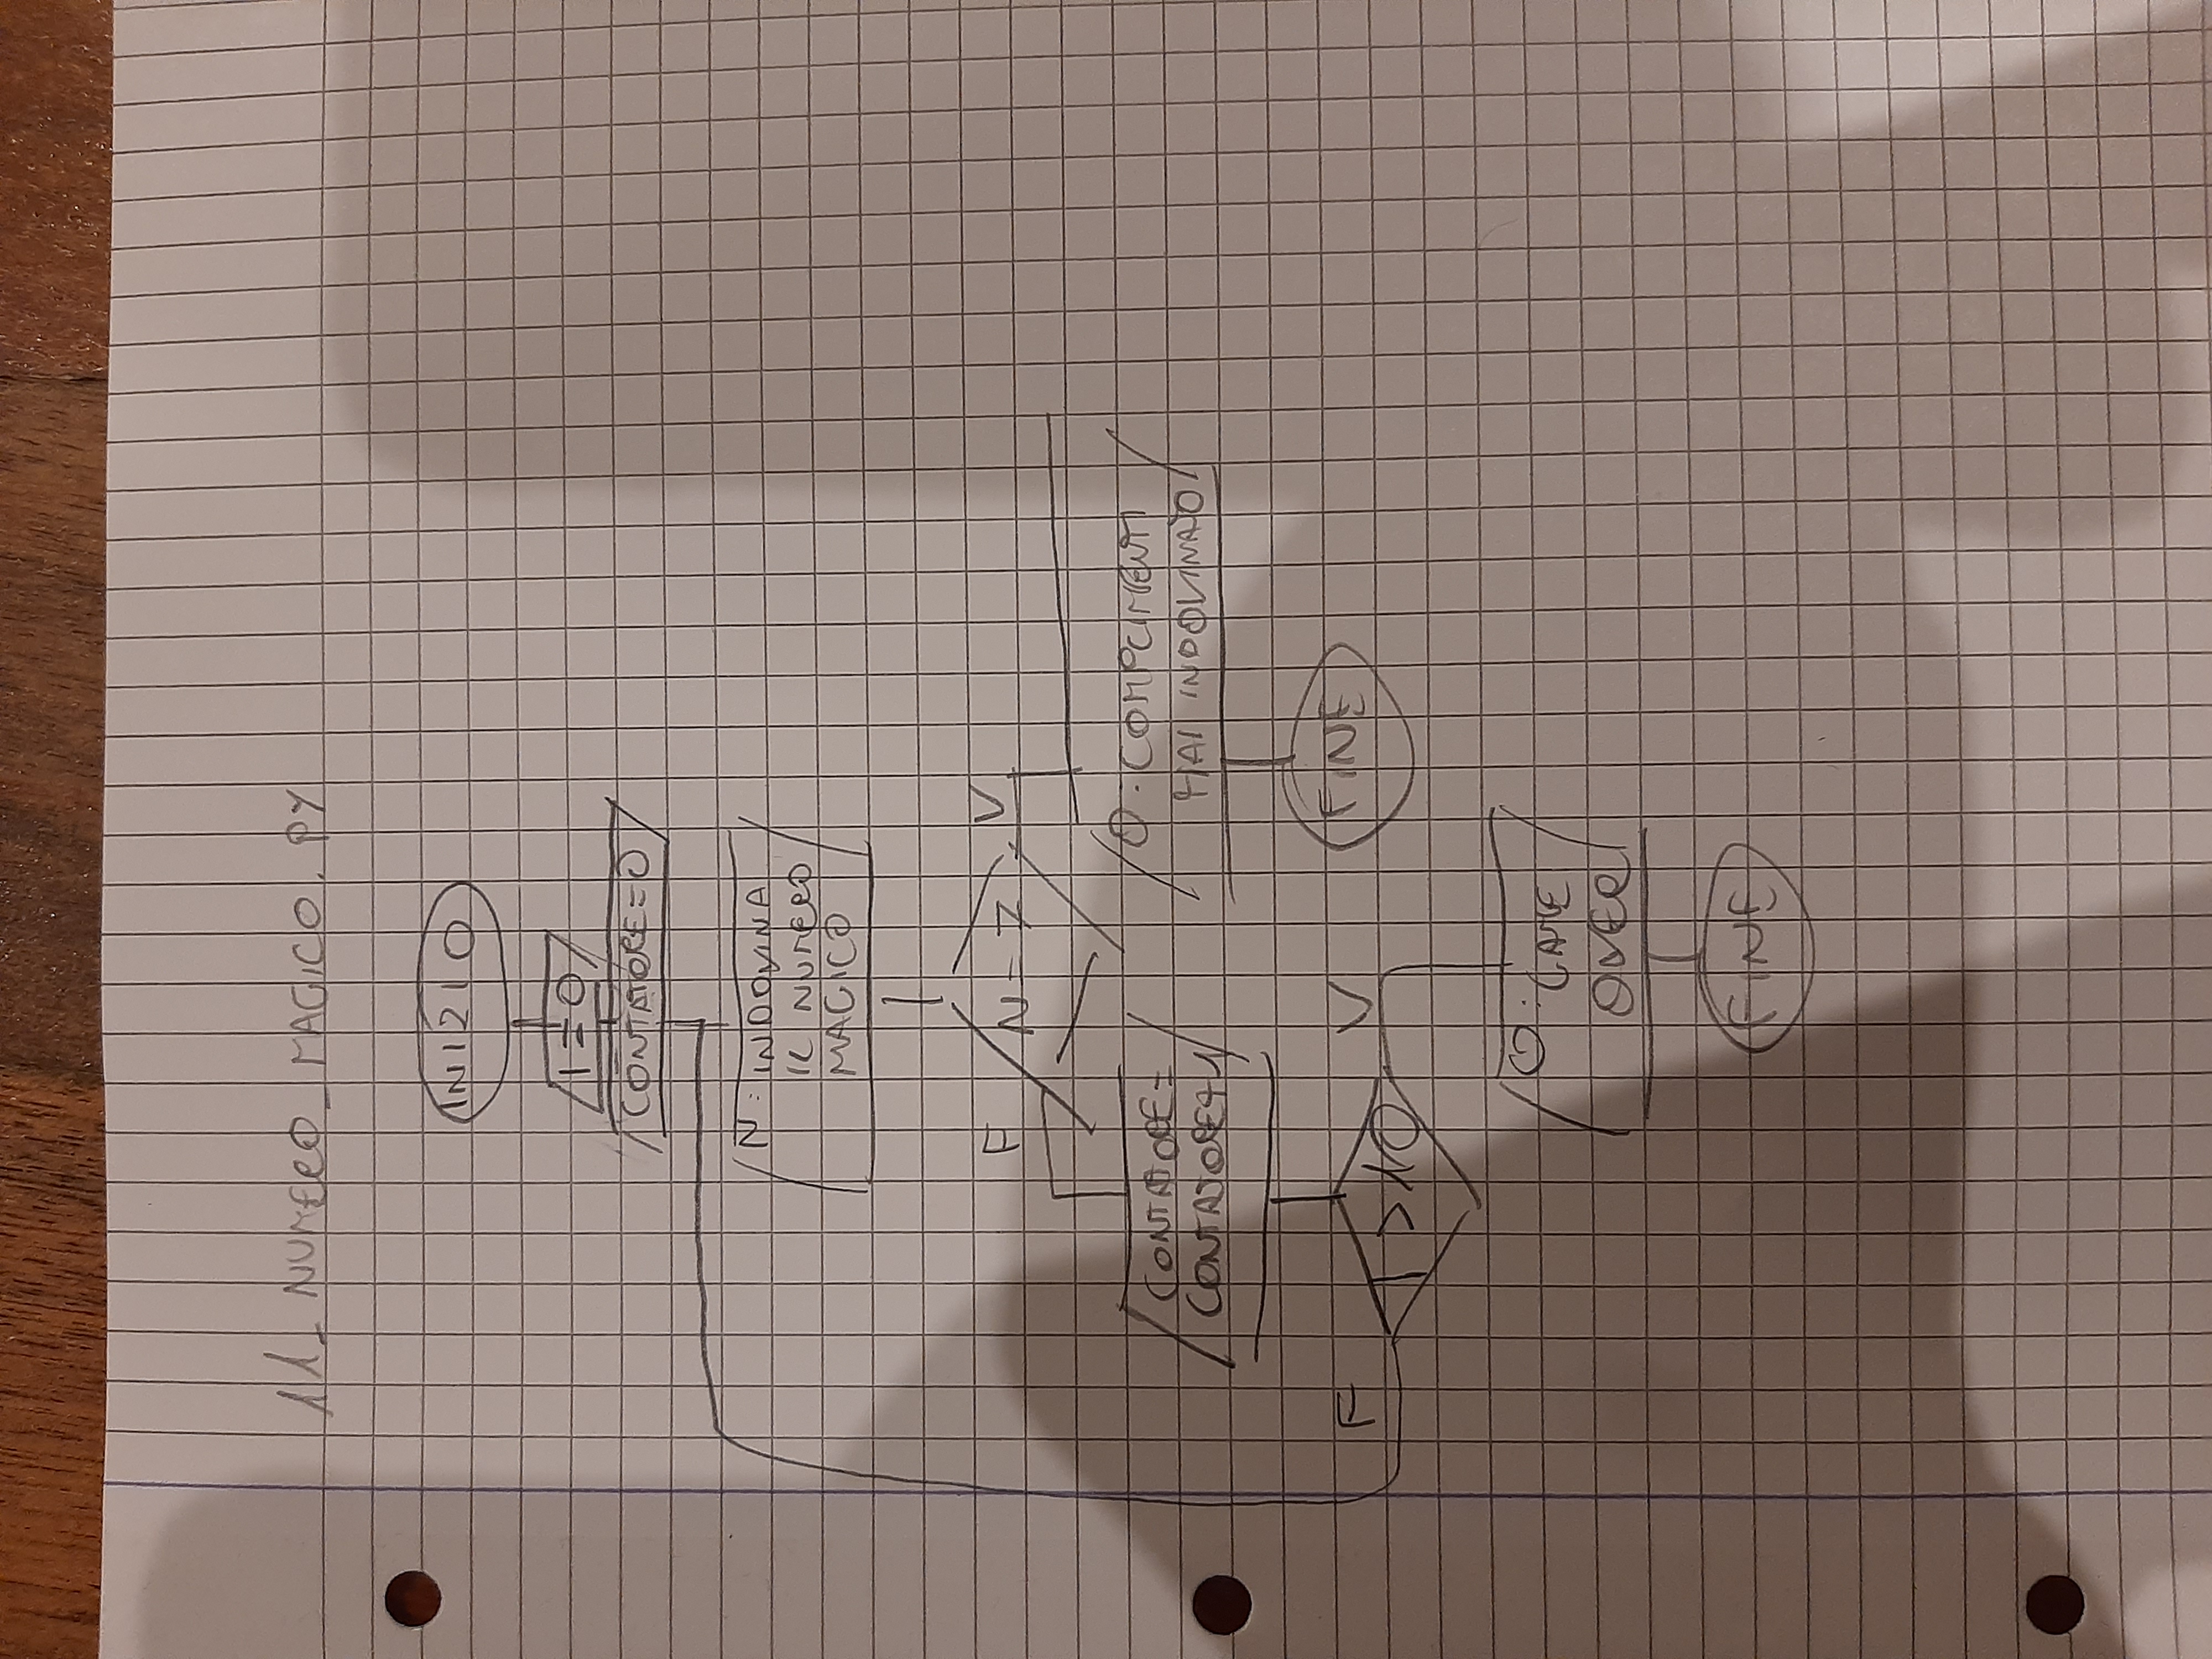 11_NUMERO_MAGICO.py
INIZIO
I=0
CONTATORE=0
N: INDOVINA
IL NUMERO
MAGICO
F
N=7
V
CONTATORE=
CONTATORE+1
O: COMPLIMENTI
HAI INDOVINATO
F
I>10
V
FINE
O: GAME
OVER
FINE